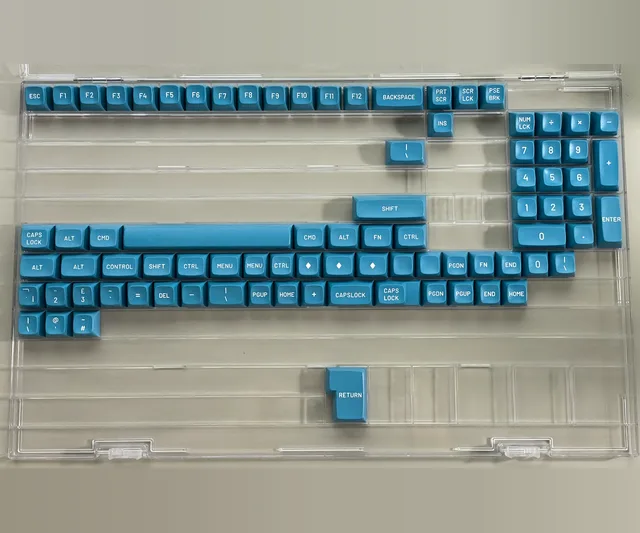 ESC F1 F2 F3 F4 F5 F6 F7 F8 F9 F10 F11 F12 BACKSPACE PRT SCR SCR LCK PSE BRK
INS NUM LCK ÷ × −
| \ 7 8 9 +
4 5 6
SHIFT 1 2 3 ENTER
CAPS LOCK ALT CMD CMD ALT FN CTRL 0 .
ALT ALT CONTROL SHIFT CTRL MENU MENU CTRL PGDN FN END 0 | \
2 E 3 = DEL | \ PGUP HOME + CAPSLOCK CAPS LOCK PGDN PGUP END HOME
| \ @ ~ #
RETURN